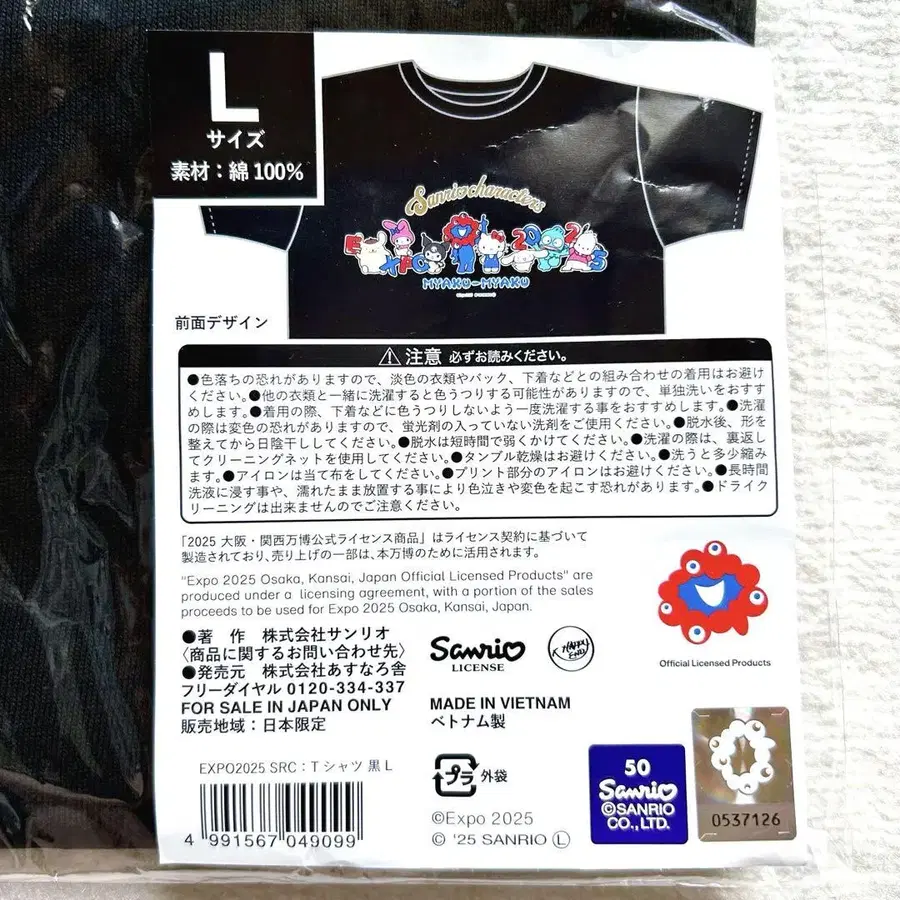 L
サイズ
素材：綿100%
Sanrio characters
EXPO 2025
MYAKU-MYAKU
前面デザイン
注意 必ずお読みください。
●色落ちの恐れがありますので、淡色の衣類やバック、下着などとの組み合わせの着用はお避け
ください。●他の衣類と一緒に洗濯すると色うつりする可能性がありますので、単独洗いをおすす
めします。●着用の際、下着などに色うつりしないよう一度洗濯する事をおすすめします。●洗濯
の際は変色の恐れがありますので、蛍光剤の入っていない洗剤をご使用ください。●脱水後、形を
整えてから日陰干ししてください。●脱水は短時間で弱くかけてください。●洗濯の際は、裏返し
てクリーニングネットを使用してください。●タンブル乾燥はお避けください。●洗うと多少縮み
ます。●アイロンは当て布をしてください。●プリント部分のアイロンはお避けください。●長時間
洗液に浸す事や、濡れたまま放置する事により色泣きや変色を起こす恐れがあります。●ドライク
リーニングは出来ませんのでご注意ください。
「2025 大阪・関西万博公式ライセンス商品」はライセンス契約に基づいて
製造されており、売り上げの一部は、本万博のために活用されます。
"Expo 2025 Osaka, Kansai, Japan Official Licensed Products" are
produced under a licensing agreement, with a portion of the sales
proceeds to be used for Expo 2025 Osaka, Kansai, Japan.
Official Licensed Products
●著 作 株式会社サンリオ
〈商品に関するお問い合わせ先〉
●発売元 株式会社あすなろ舎
フリーダイヤル 0120-334-337
FOR SALE IN JAPAN ONLY
販売地域：日本限定
Sanrio
LICENSE
K.T HAPPY END
MADE IN VIETNAM
ベトナム製
プラ 外袋
EXPO2025 SRC：Tシャツ 黒 L
4 991567 049099
©Expo 2025
© '25 SANRIO Ⓛ
50
Sanrio
©SANRIO
CO.,LTD.
0537126